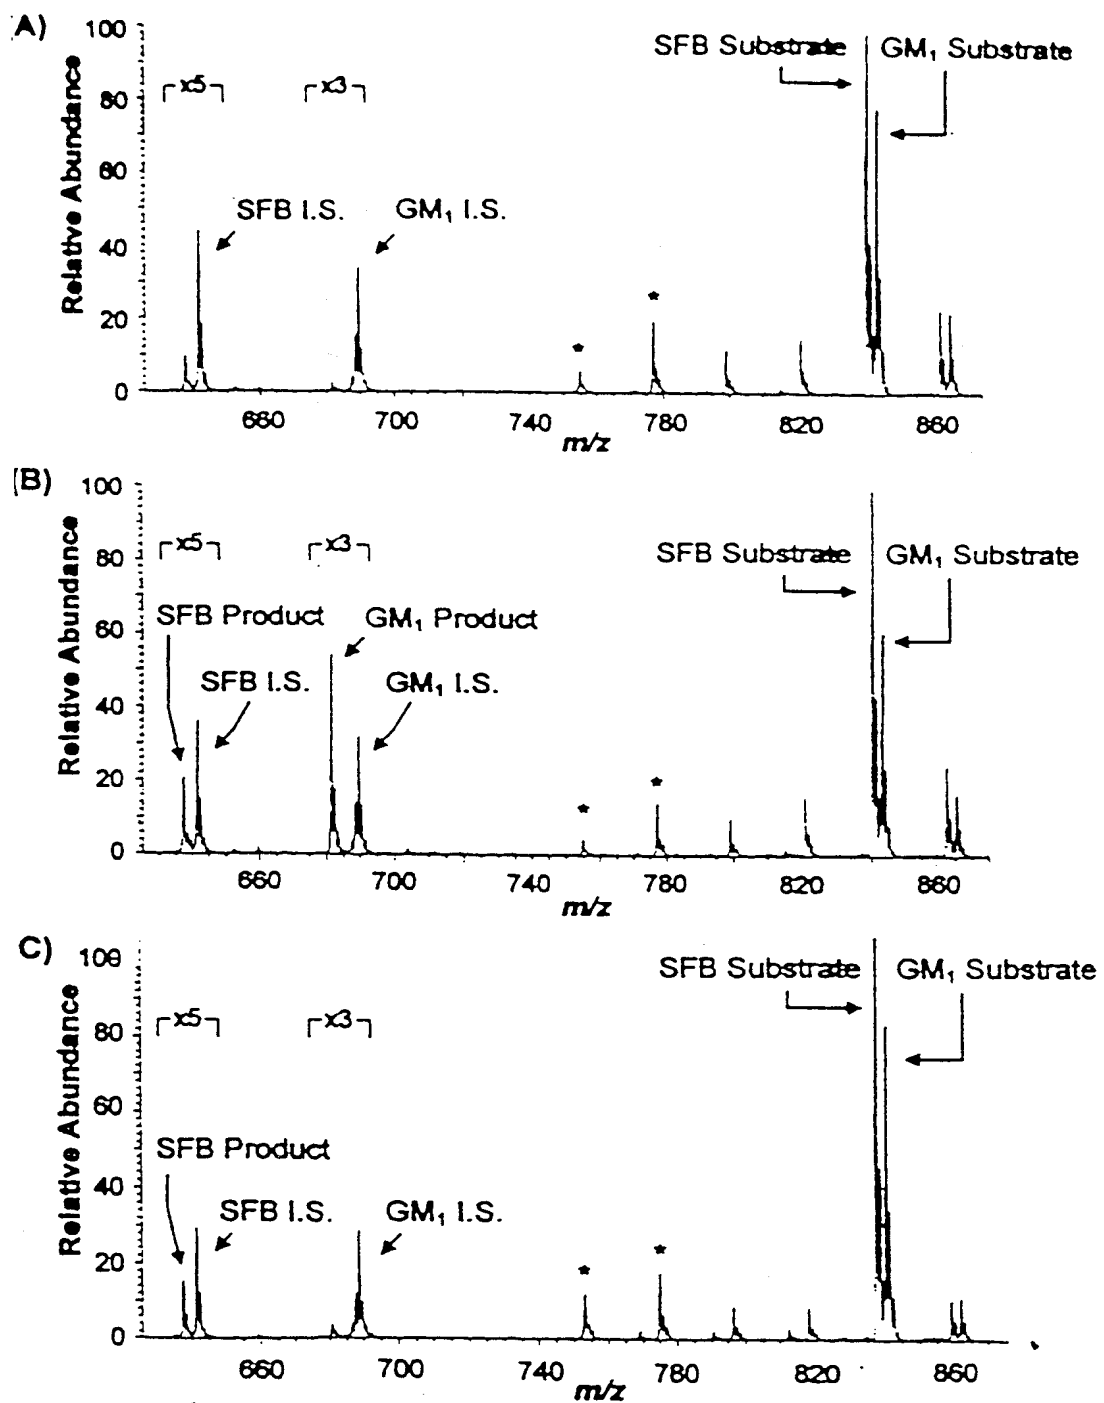 A)
100
SFB Substrate
GM₁ Substrate
x5
x3
80
60
SFB I.S.
GM₁ I.S.
40
*
20
*
0
Relative Abundance
660 700 740 780 820 860
m/z
B)
100
x5
x3
SFB Substrate
GM₁ Substrate
80
SFB Product
GM₁ Product
60
SFB I.S.
GM₁ I.S.
40
*
20
*
0
Relative Abundance
660 700 740 780 820 860
m/z
C)
100
SFB Substrate
GM₁ Substrate
x5
x3
80
60
SFB Product
SFB I.S.
GM₁ I.S.
40
*
20
*
0
Relative Abundance
660 700 740 780 820 860
m/z